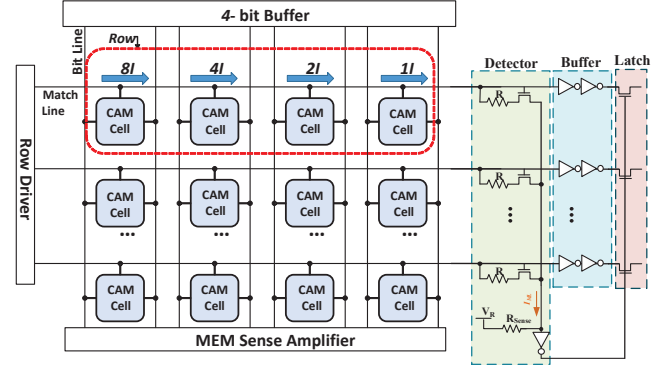 4- bit Buffer
Bit Line
Row
8I
4I
2I
1I
Match
Line
CAM
Cell
CAM
Cell
CAM
Cell
CAM
Cell
Row Driver
CAM
Cell
CAM
Cell
CAM
Cell
CAM
Cell
...
...
...
...
CAM
Cell
CAM
Cell
CAM
Cell
CAM
Cell
MEM Sense Amplifier
Detector
Buffer
Latch
R
R
...
...
R
V_R
R_Sense